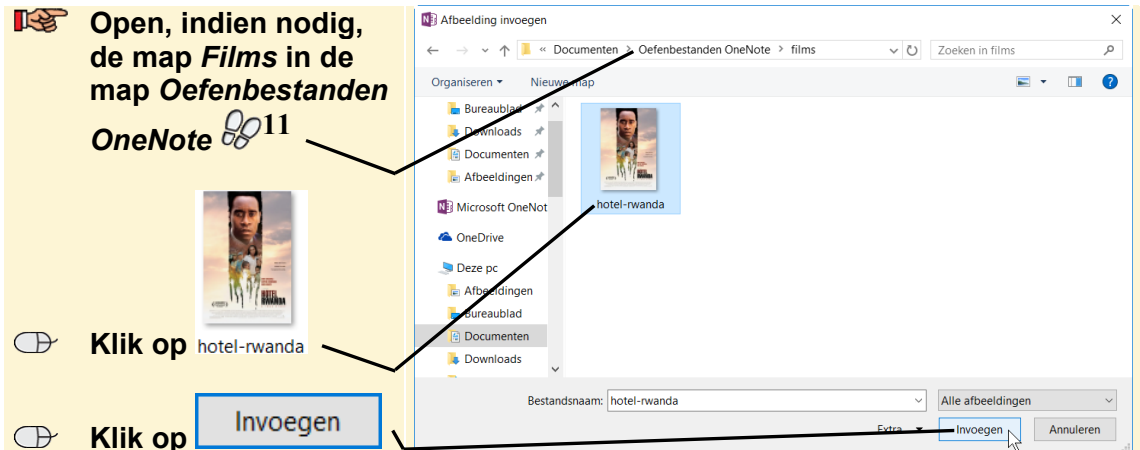 Open, indien nodig,
de map Films in de
map Oefenbestanden
OneNote 11
hotel-rwanda
Klik op
Invoegen
Klik op
Afbeelding invoegen
« Documenten > Oefenbestanden OneNote > films
Zoeken in films
Organiseren
Nieuwe map
Bureaublad
Downloads
Documenten
Afbeeldingen
Microsoft OneNot
OneDrive
Deze pc
Afbeeldingen
Bureaublad
Documenten
Downloads
HOTEL
RWANDA
hotel-rwanda
Bestandsnaam: hotel-rwanda
Alle afbeeldingen
Extra
Invoegen
Annuleren